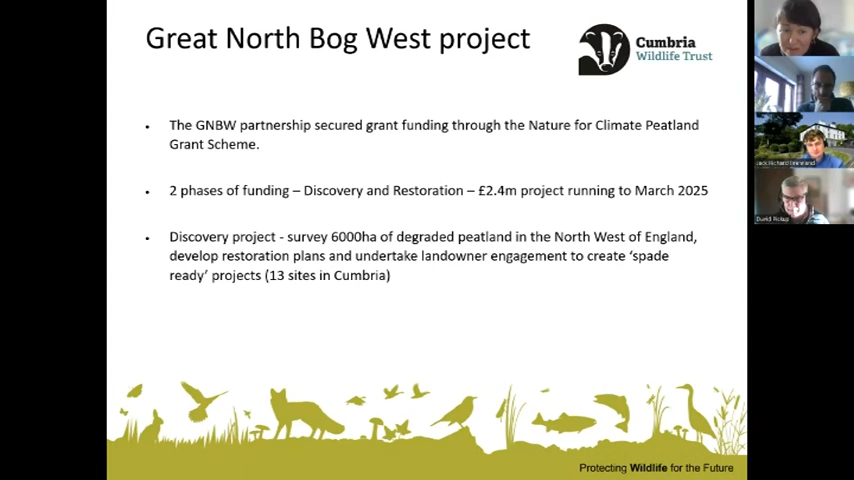 Great North Bog West project
Cumbria
Wildlife Trust
• The GNBW partnership secured grant funding through the Nature for Climate Peatland
Grant Scheme.
• 2 phases of funding – Discovery and Restoration – £2.4m project running to March 2025
• Discovery project - survey 6000ha of degraded peatland in the North West of England,
develop restoration plans and undertake landowner engagement to create ‘spade
ready’ projects (13 sites in Cumbria)
Protecting Wildlife for the Future
Jack Richard
David